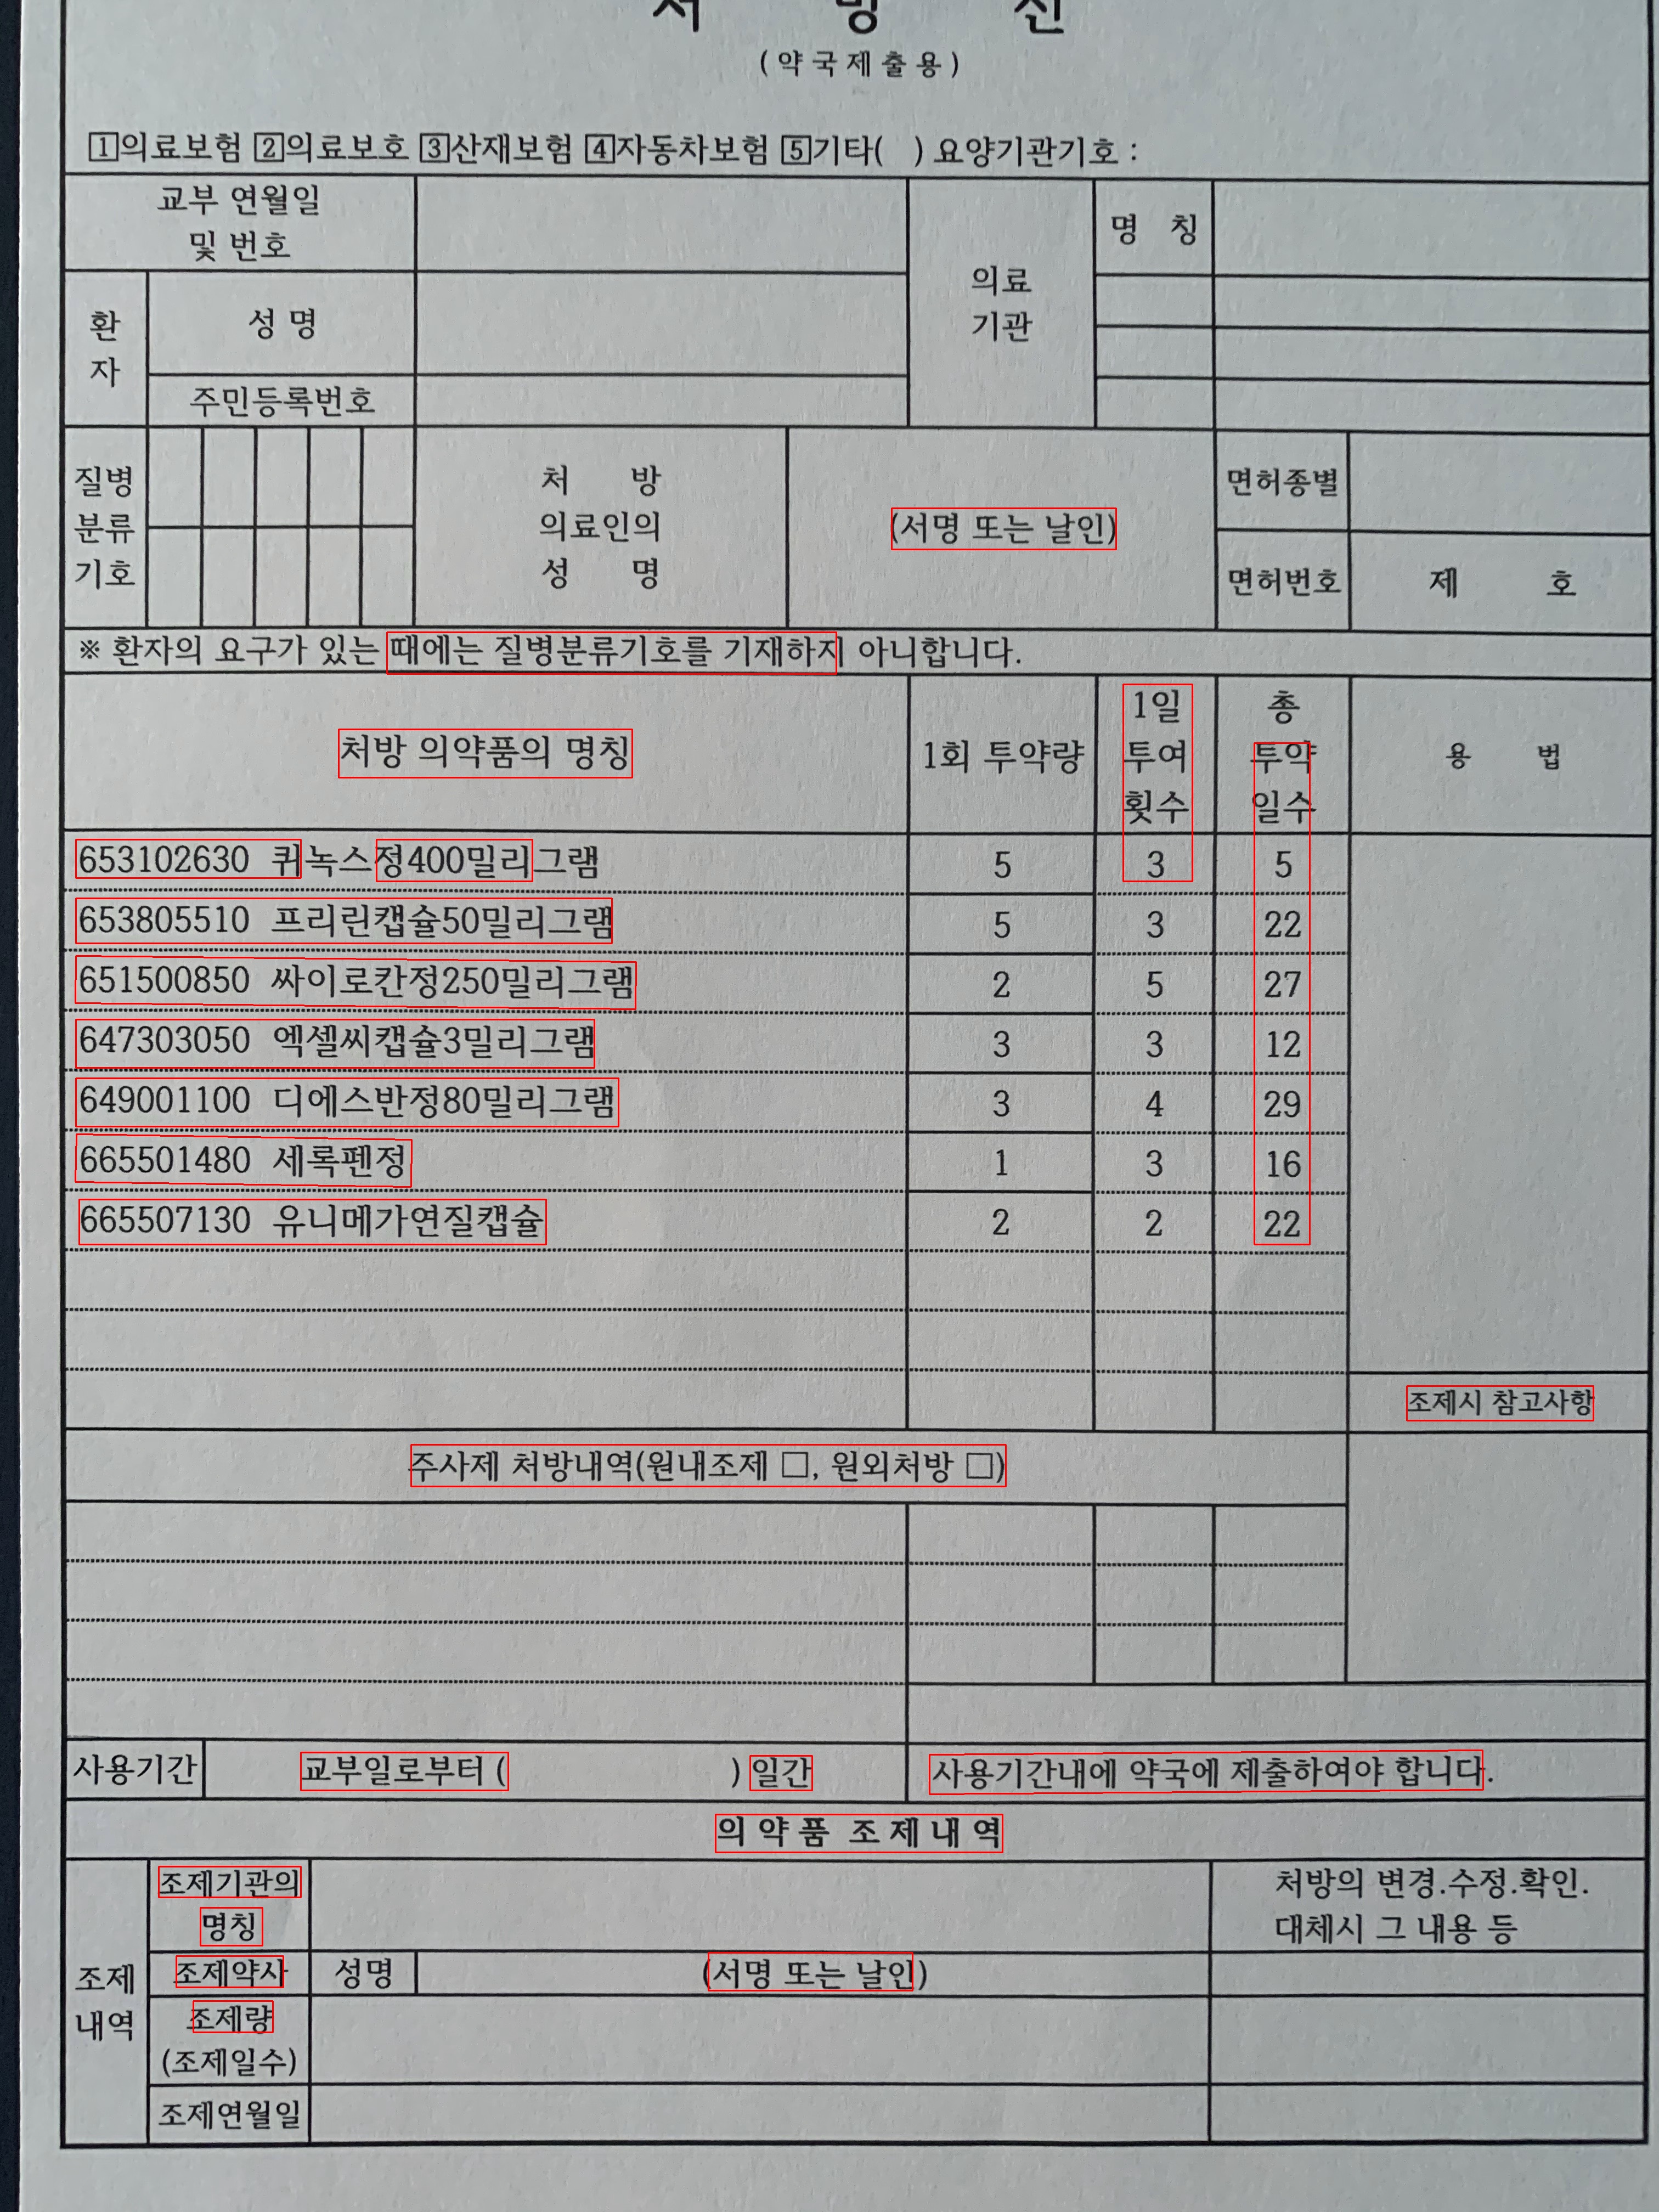 처 방 전
(약국제출용)
1의료보험 2의료보호 3산재보험 4자동차보험 5기타( ) 요양기관기호 :
교부 연월일
및 번호
의료
기관
명 칭
환
자
성 명
주민등록번호
질병
분류
기호
처 방
의료인의
성 명
(서명 또는 날인)
면허종별
면허번호
제 호
※ 환자의 요구가 있는 때에는 질병분류기호를 기재하지 아니합니다.
처방 의약품의 명칭
1회 투약량
1일
투여
횟수
총
투약
일수
용 법
653102630 퀴녹스정400밀리그램 5 3 5
653805510 프리린캡슐50밀리그램 5 3 22
651500850 싸이로칸정250밀리그램 2 5 27
647303050 엑셀씨캡슐3밀리그램 3 3 12
649001100 디에스반정80밀리그램 3 4 29
665501480 세록펜정 1 3 16
665507130 유니메가연질캡슐 2 2 22
조제시 참고사항
주사제 처방내역(원내조제 □, 원외처방 □)
사용기간
교부일로부터 ( ) 일간
사용기간내에 약국에 제출하여야 합니다.
의 약 품 조 제 내 역
조제
내역
조제기관의
명칭
처방의 변경.수정.확인.
대체시 그 내용 등
조제약사
성명
(서명 또는 날인)
조제량
(조제일수)
조제연월일